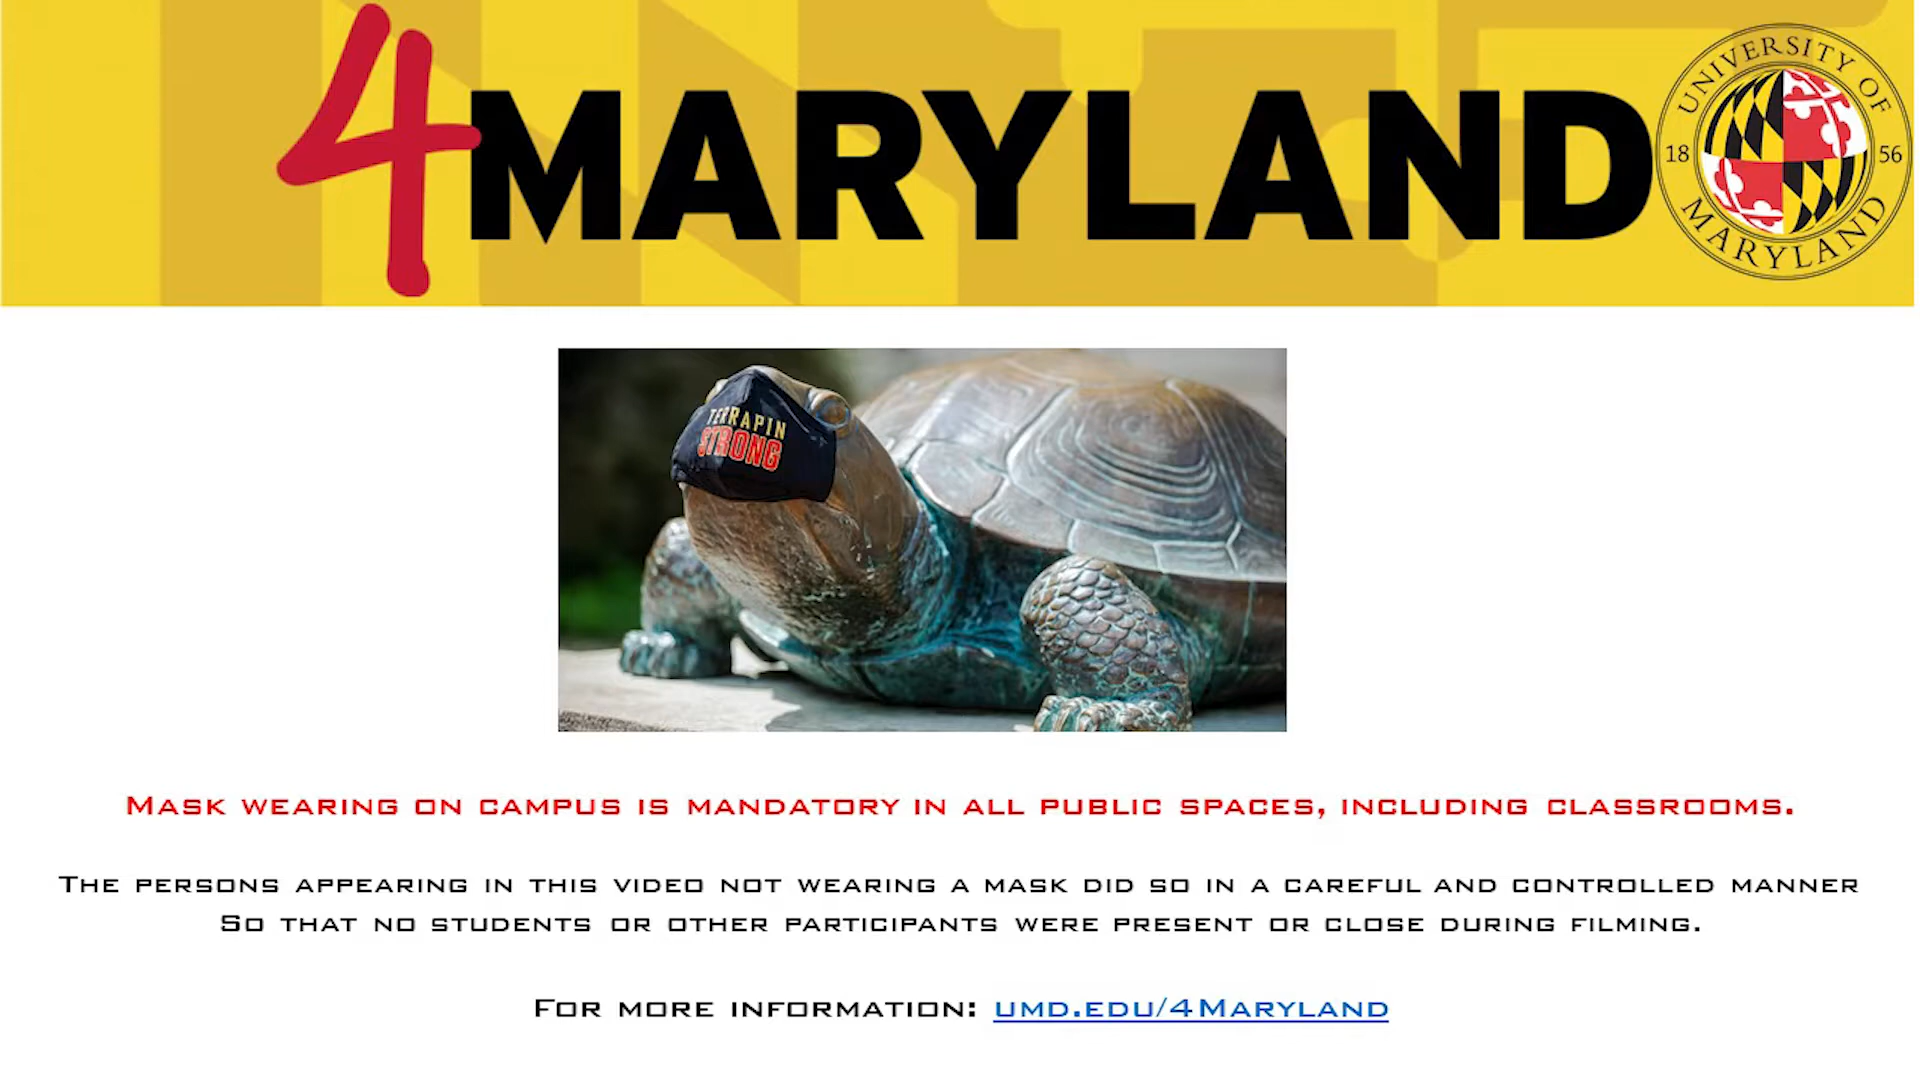 4MARYLAND
UNIVERSITY OF
18 56
MARYLAND
TERRAPIN
STRONG
MASK WEARING ON CAMPUS IS MANDATORY IN ALL PUBLIC SPACES, INCLUDING CLASSROOMS.
THE PERSONS APPEARING IN THIS VIDEO NOT WEARING A MASK DID SO IN A CAREFUL AND CONTROLLED MANNER
SO THAT NO STUDENTS OR OTHER PARTICIPANTS WERE PRESENT OR CLOSE DURING FILMING.
FOR MORE INFORMATION: UMD.EDU/4MARYLAND